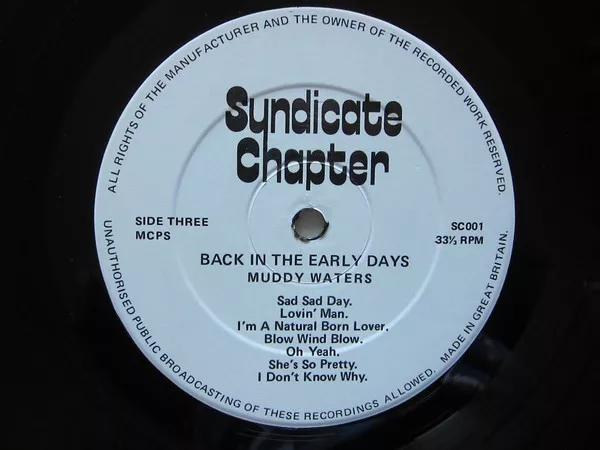 ALL RIGHTS OF THE MANUFACTURER AND THE OWNER OF THE RECORDED WORK RESERVED.
Syndicate
Chapter
SIDE THREE
MCPS
SC001
33⅓ RPM
BACK IN THE EARLY DAYS
MUDDY WATERS
Sad Sad Day.
Lovin' Man.
I'm A Natural Born Lover.
Blow Wind Blow.
Oh Yeah.
She's So Pretty.
I Don't Know Why.
UNAUTHORISED PUBLIC BROADCASTING OF THESE RECORDINGS ALLOWED. MADE IN GREAT BRITAIN.